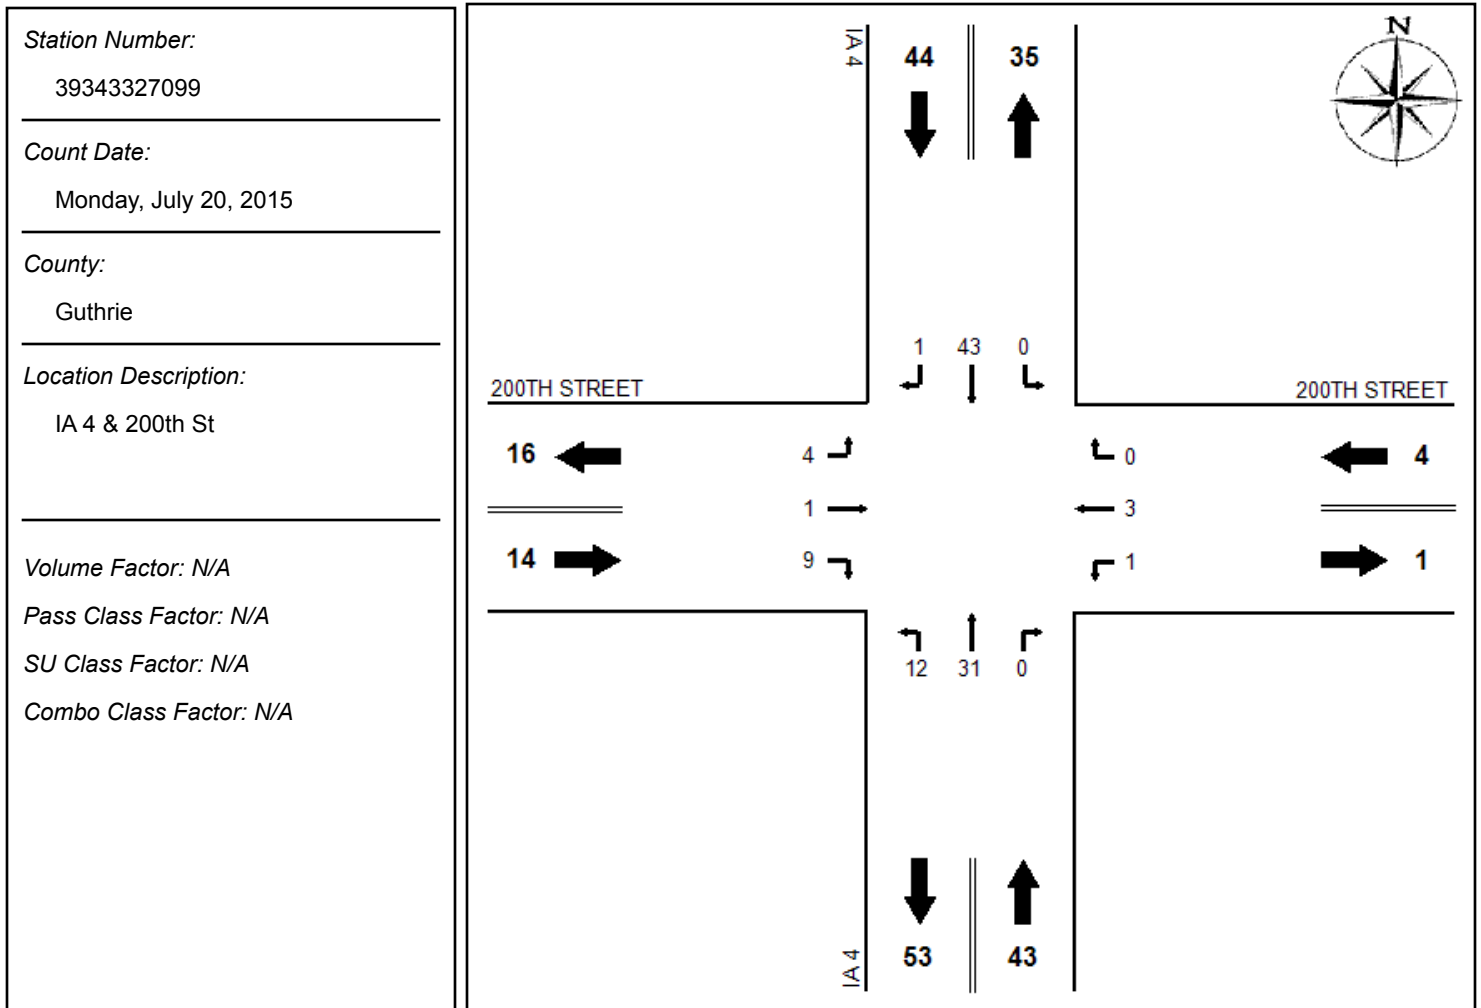 Station Number:
39343327099
Count Date:
Monday, July 20, 2015
County:
Guthrie
Location Description:
IA 4 & 200th St
Volume Factor: N/A
Pass Class Factor: N/A
SU Class Factor: N/A
Combo Class Factor: N/A
N
IA 4
44 35
1 43 0
200TH STREET
200TH STREET
16 4 0 4
1 3
14 9 1 1
12 31 0
IA 4
53 43